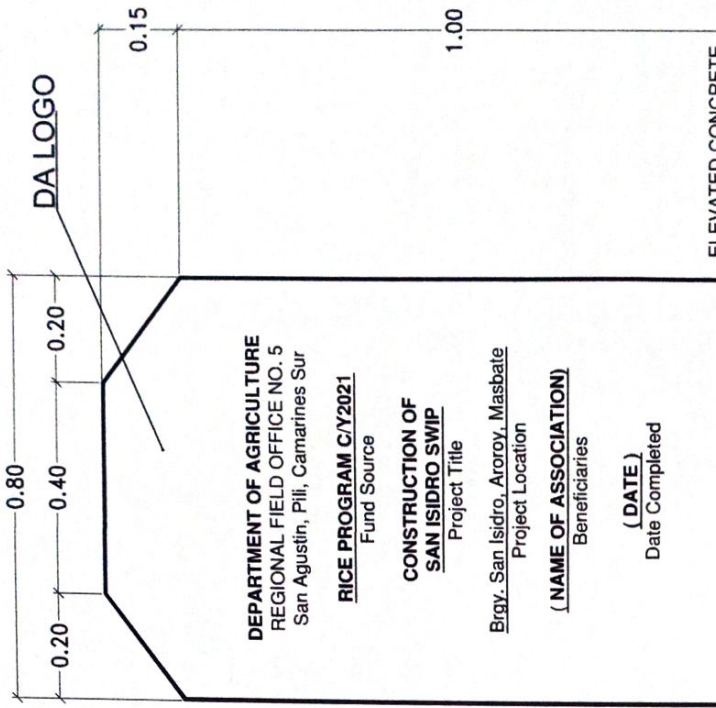 0.80
0.20
0.40
0.20
DA LOGO
0.15
1.00
DEPARTMENT OF AGRICULTURE
REGIONAL FIELD OFFICE NO. 5
San Agustin, Pili, Camarines Sur
RICE PROGRAM C/Y2021
Fund Source
CONSTRUCTION OF
SAN ISIDRO SWIP
Project Title
Brgy. San Isidro, Aroroy, Masbate
Project Location
( NAME OF ASSOCIATION)
Beneficiaries
( DATE )
Date Completed
ELEVATED CONCRETE